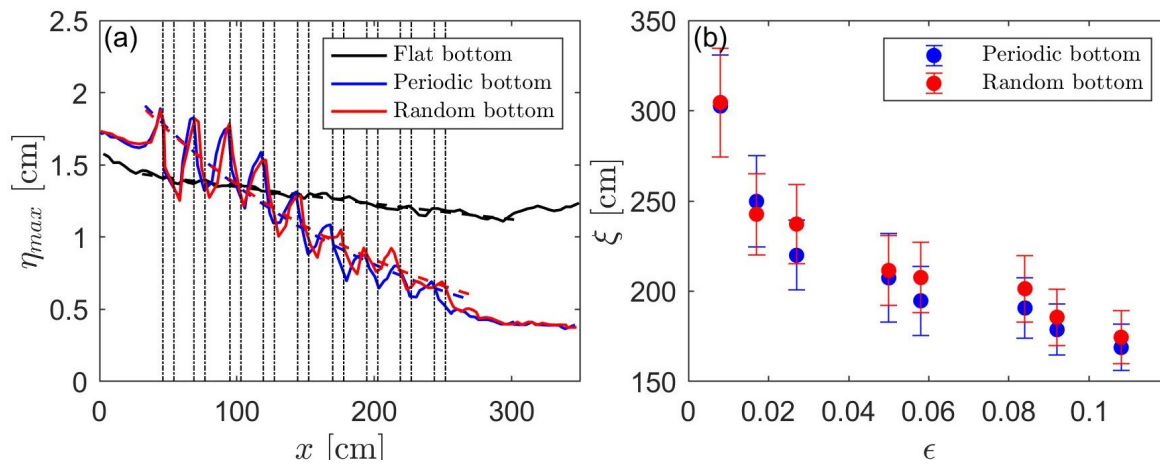 (a)
Flat bottom
Periodic bottom
Random bottom
2.5
2
1.5
1
0.5
0
0
100
200
300
η_max [cm]
x [cm]
(b)
Periodic bottom
Random bottom
350
300
250
200
150
0
0.02
0.04
0.06
0.08
0.1
ξ [cm]
ϵ